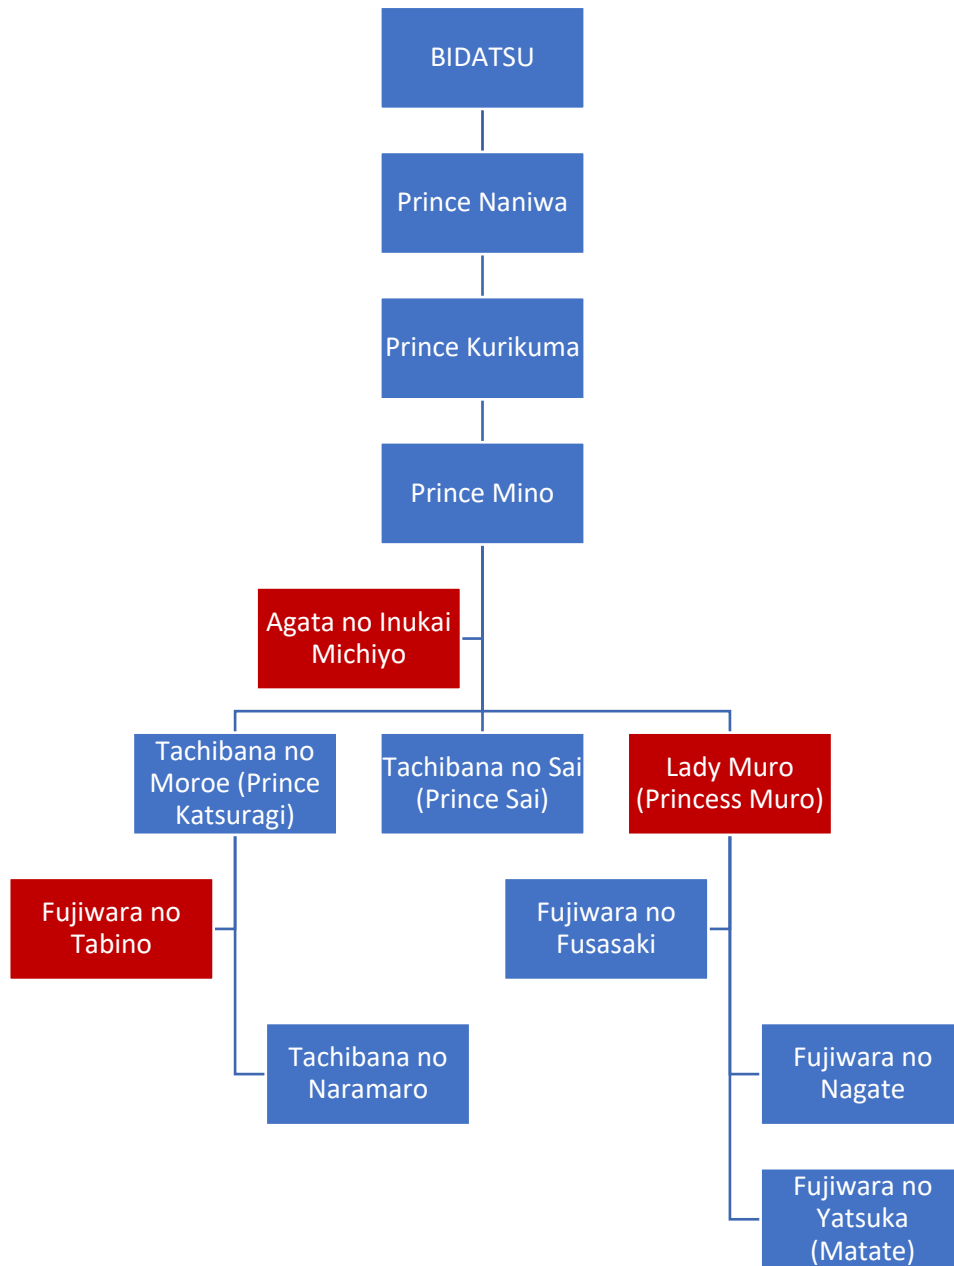 BIDATSU
Prince Naniwa
Prince Kurikuma
Prince Mino
Agata no Inukai
Michiyo
Tachibana no
Moroe (Prince
Katsuragi)
Tachibana no Sai
(Prince Sai)
Lady Muro
(Princess Muro)
Fujiwara no
Tabino
Fujiwara no
Fusasaki
Tachibana no
Naramaro
Fujiwara no
Nagate
Fujiwara no
Yatsuka
(Matate)